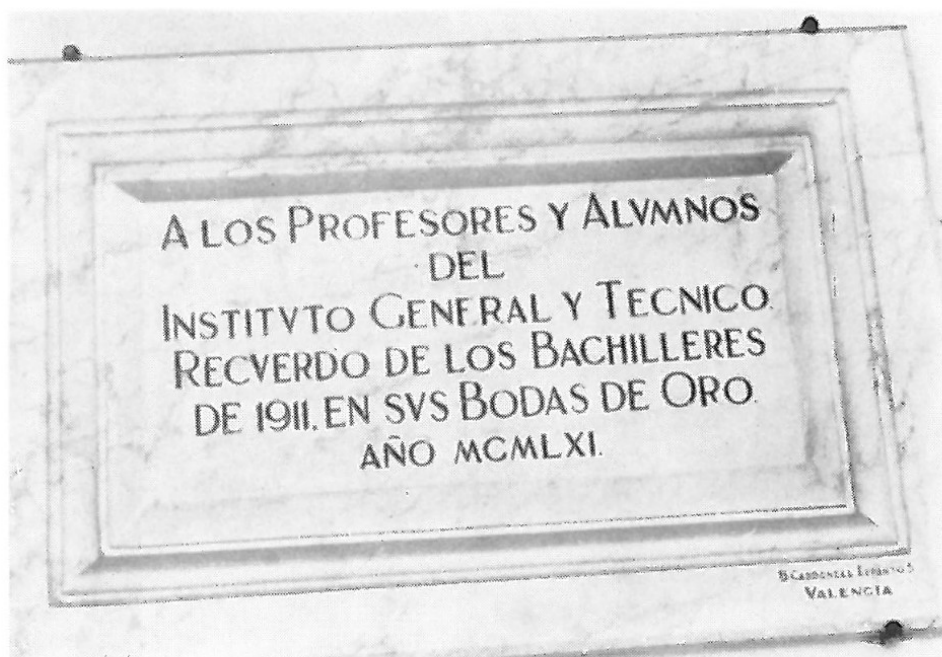 A LOS PROFESORES Y ALVMNOS
DEL
INSTITVTO GENERAL Y TECNICO.
RECVERDO DE LOS BACHILLERES
DE 1911. EN SVS BODAS DE ORO.
AÑO MCMLXI.
VALENCIA